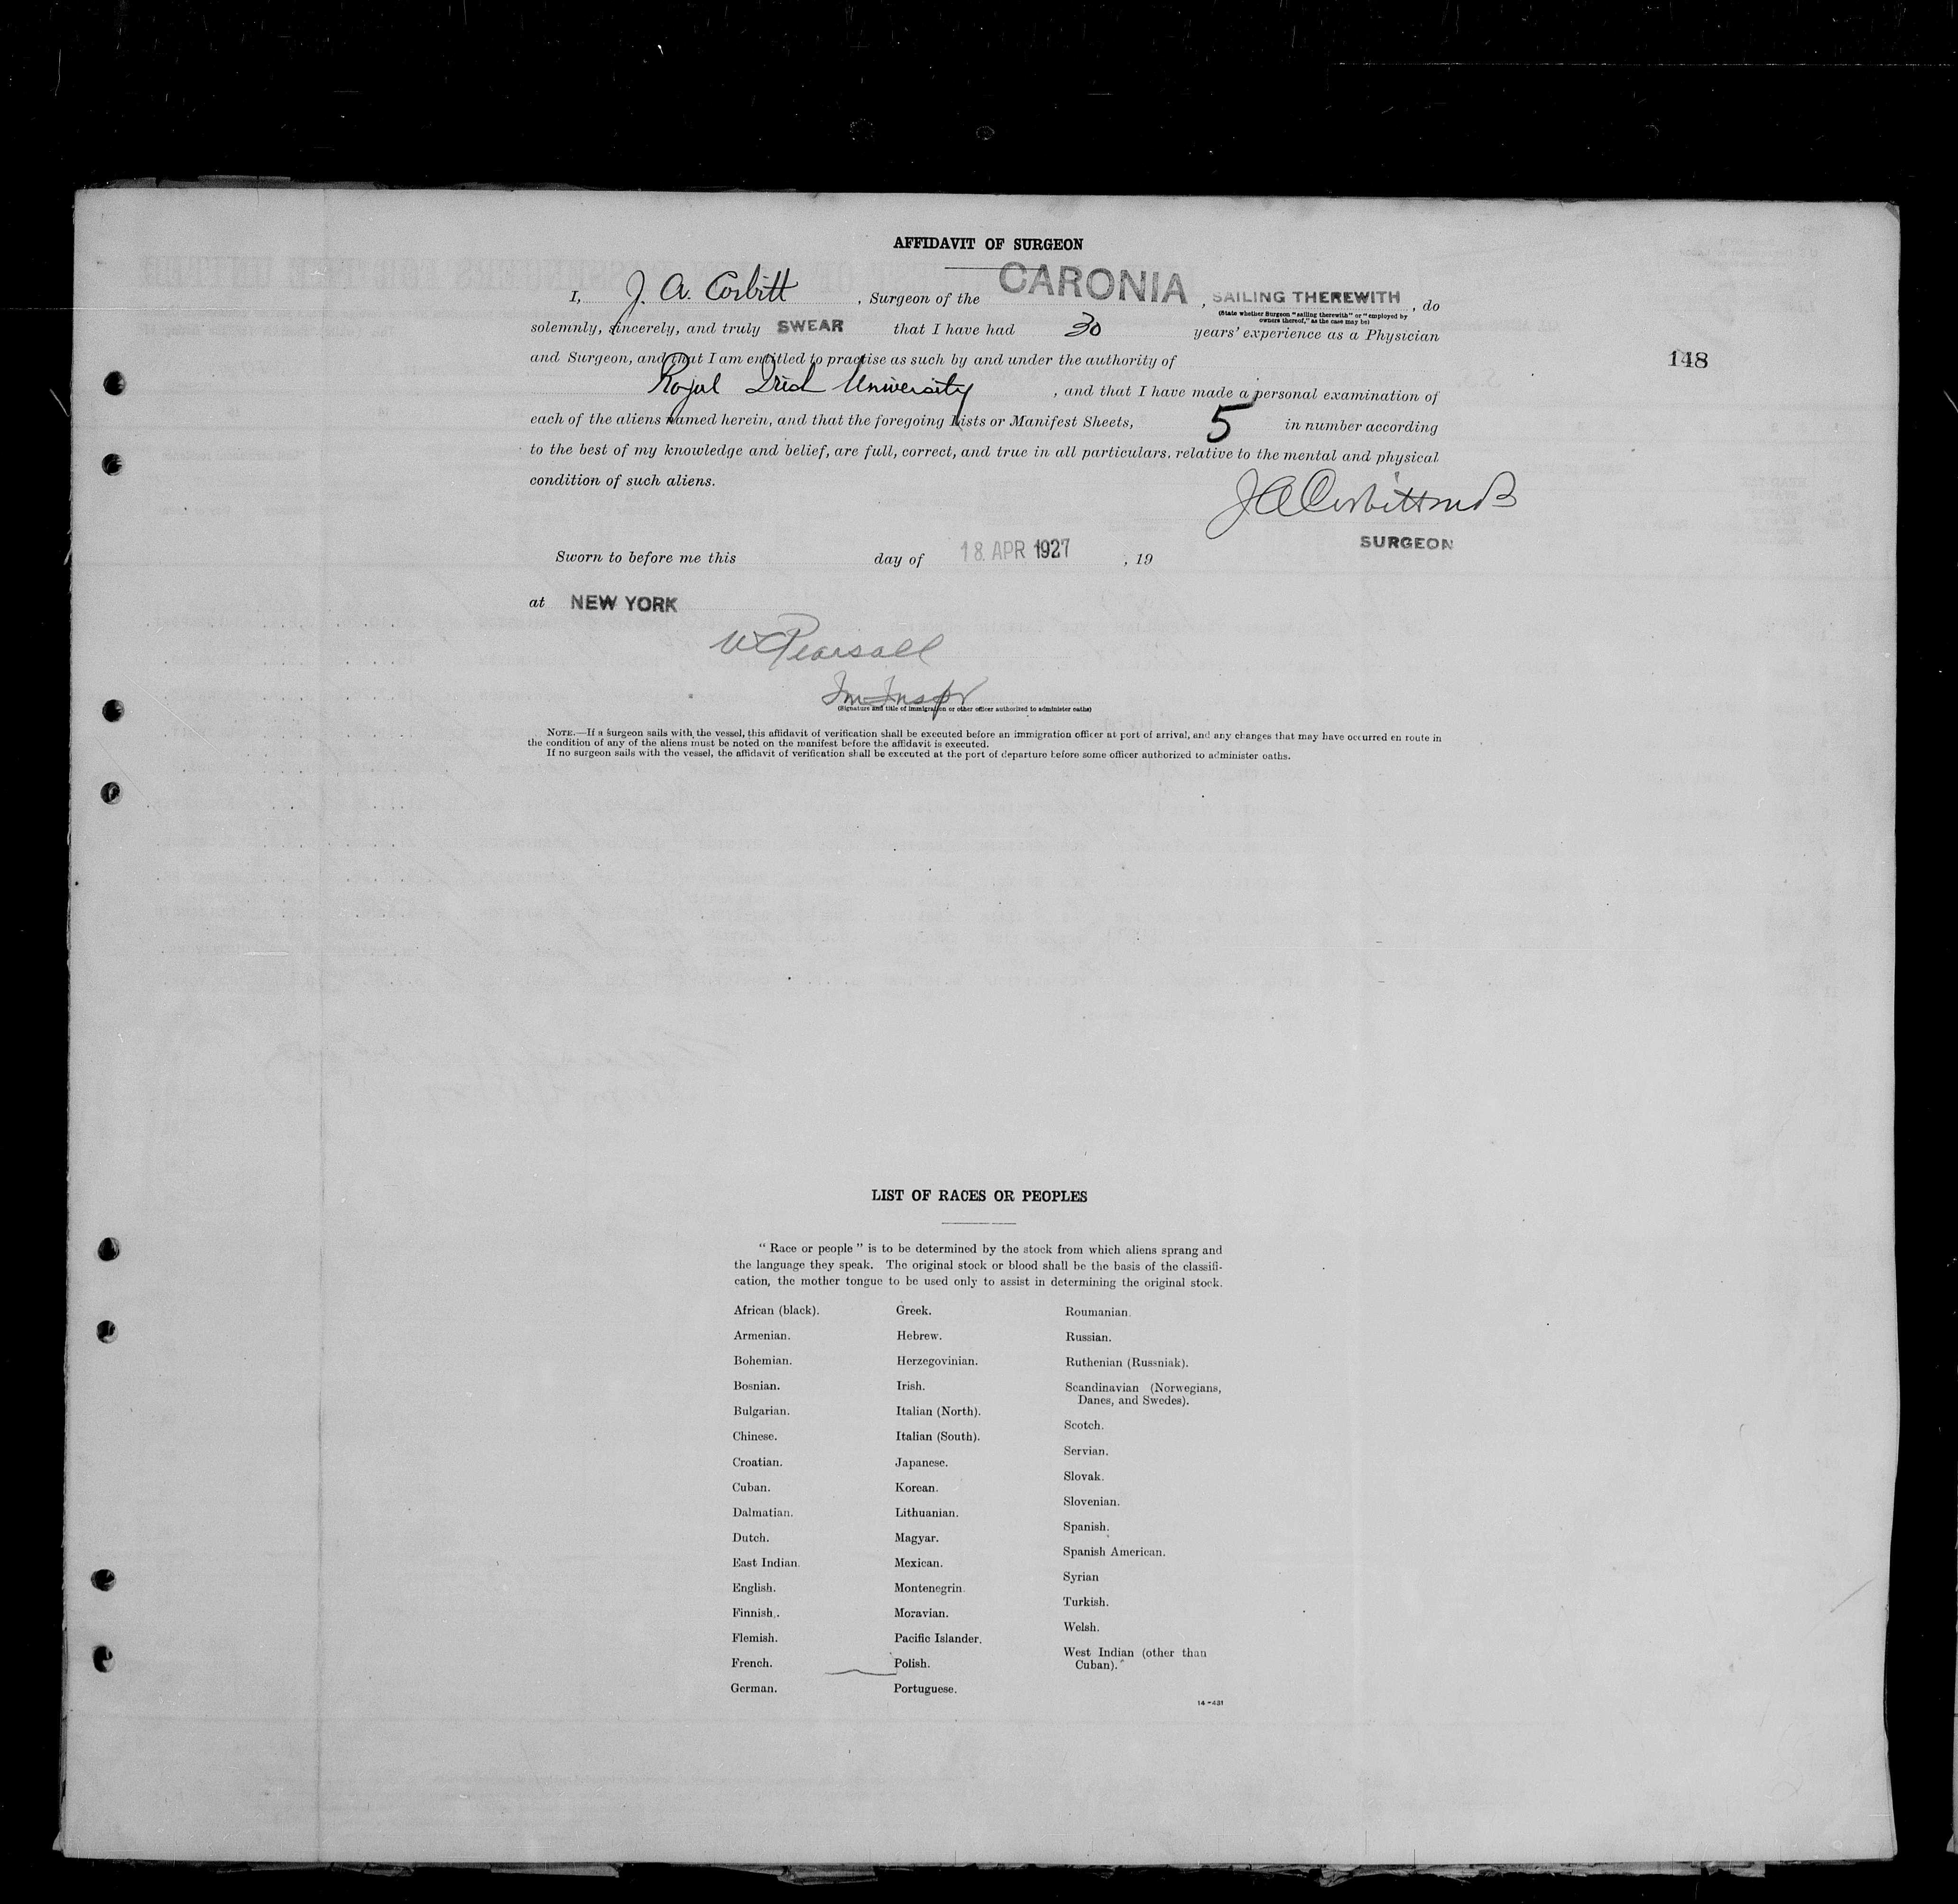 AFFIDAVIT OF SURGEON
I, J. A. Corbitt, Surgeon of the CARONIA, SAILING THEREWITH, do
(State whether Surgeon "sailing therewith" or "employed by
owners thereof," as the case may be)
solemnly, sincerely, and truly SWEAR that I have had 30 years' experience as a Physician
and Surgeon, and that I am entitled to practise as such by and under the authority of
148
Royal Irish University, and that I have made a personal examination of
each of the aliens named herein, and that the foregoing Lists or Manifest Sheets, 5 in number according
to the best of my knowledge and belief, are full, correct, and true in all particulars. relative to the mental and physical
condition of such aliens.
J A Corbitt MB
SURGEON
Sworn to before me this day of 18. APR 1927, 19
at NEW YORK
W Pearsall
Im Inspr
(Signature and title of immigration or other officer authorized to administer oaths)
NOTE.—If a surgeon sails with the vessel, this affidavit of verification shall be executed before an immigration officer at port of arrival, and any changes that may have occurred en route in
the condition of any of the aliens must be noted on the manifest before the affidavit is executed.
If no surgeon sails with the vessel, the affidavit of verification shall be executed at the port of departure before some officer authorized to administer oaths.
LIST OF RACES OR PEOPLES
"Race or people" is to be determined by the stock from which aliens sprang and
the language they speak. The original stock or blood shall be the basis of the classifi-
cation, the mother tongue to be used only to assist in determining the original stock.
African (black).
Armenian.
Bohemian.
Bosnian.
Bulgarian.
Chinese.
Croatian.
Cuban.
Dalmatian.
Dutch.
East Indian.
English.
Finnish.
Flemish.
French.
German.
Greek.
Hebrew.
Herzegovinian.
Irish.
Italian (North).
Italian (South).
Japanese.
Korean.
Lithuanian.
Magyar.
Mexican.
Montenegrin.
Moravian.
Pacific Islander.
Polish.
Portuguese.
Roumanian.
Russian.
Ruthenian (Russniak).
Scandinavian (Norwegians,
Danes, and Swedes).
Scotch.
Servian.
Slovak.
Slovenian.
Spanish.
Spanish American.
Syrian
Turkish.
Welsh.
West Indian (other than
Cuban).
14-431